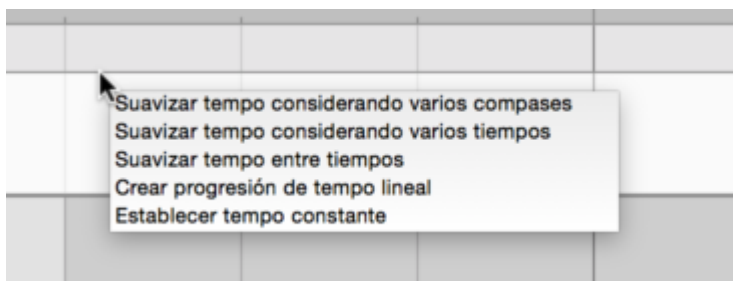 Suavizar tempo considerando varios compases
Suavizar tempo considerando varios tiempos
Suavizar tempo entre tiempos
Crear progresión de tempo lineal
Establecer tempo constante